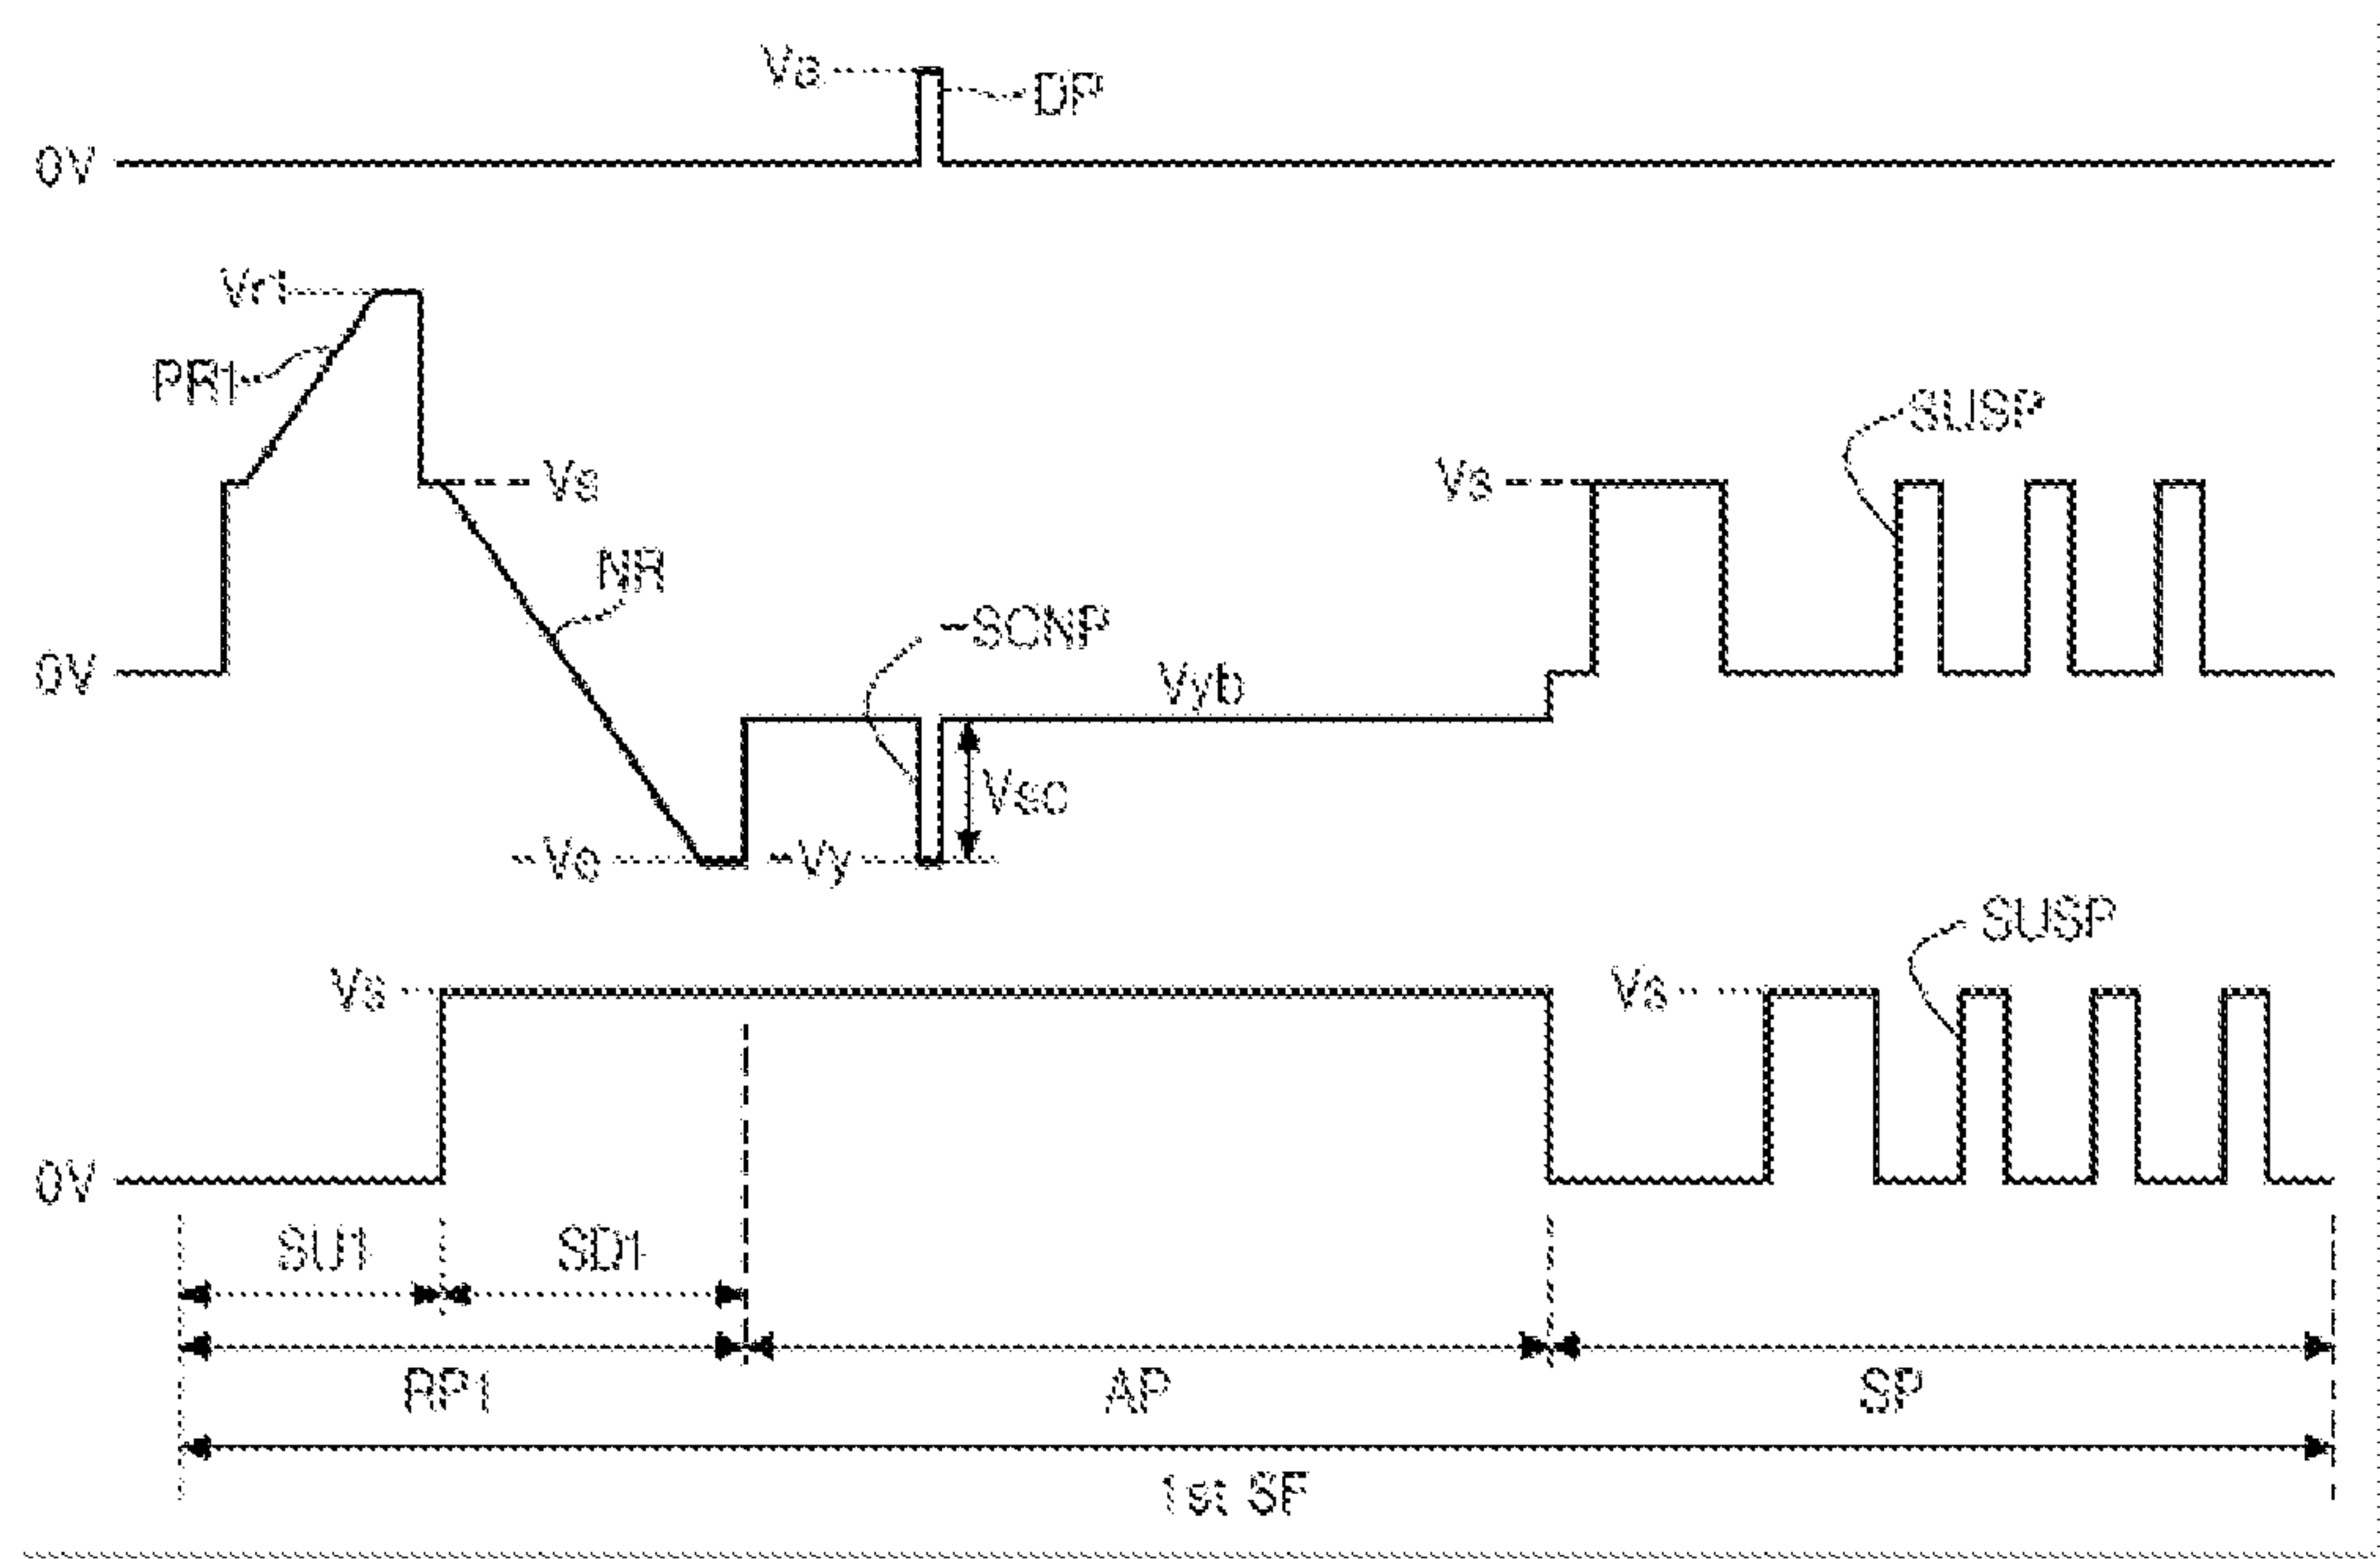 Va
DP
0V
Vr1
PR1
Vs
NR
0V
-SCNP
Vyb
Vsc
-Ve
-Vy
Vs
SUSP
SUSP
Vs
Vs
0V
SU1
SD1
RP1
AP
SP
1st SF